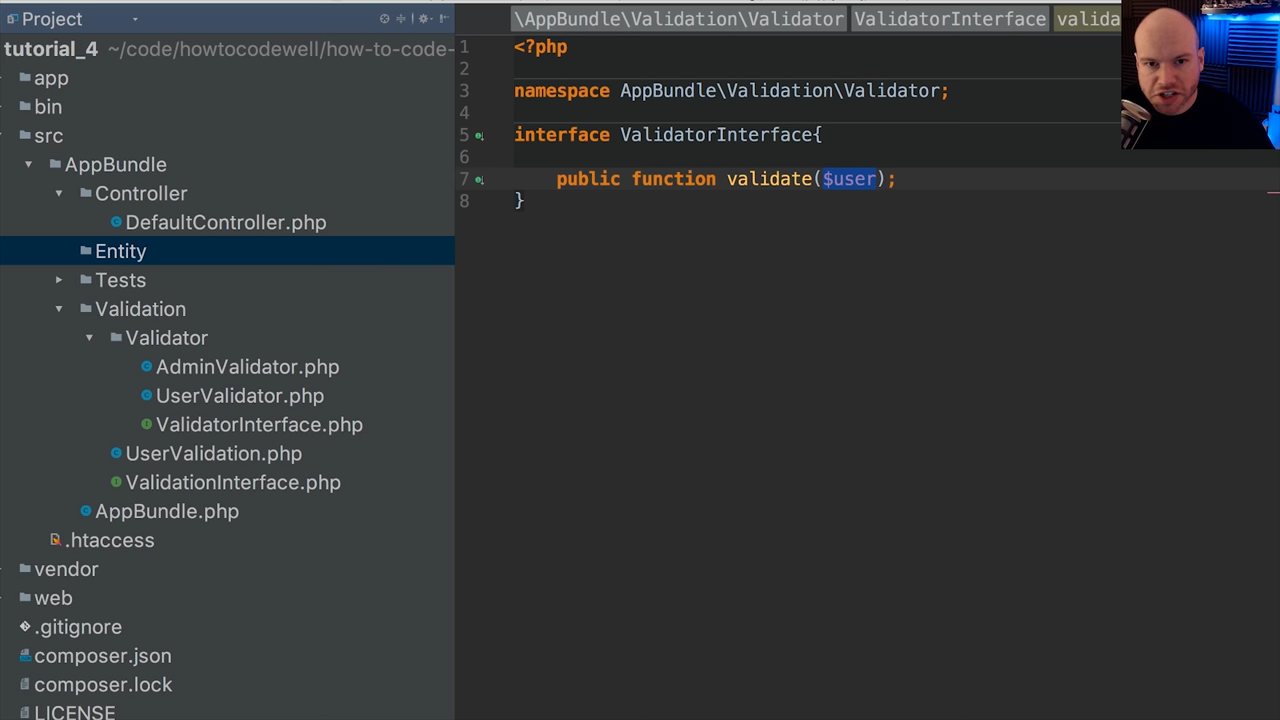 Project
tutorial_4 ~/code/howtocodewell/how-to-code-
app
bin
src
AppBundle
Controller
DefaultController.php
Entity
Tests
Validation
Validator
AdminValidator.php
UserValidator.php
ValidatorInterface.php
UserValidation.php
ValidationInterface.php
AppBundle.php
.htaccess
vendor
web
.gitignore
composer.json
composer.lock
LICENSE
\AppBundle\Validation\Validator ValidatorInterface valida
1 <?php
2
3 namespace AppBundle\Validation\Validator;
4
5 interface ValidatorInterface{
6
7 public function validate($user);
8 }